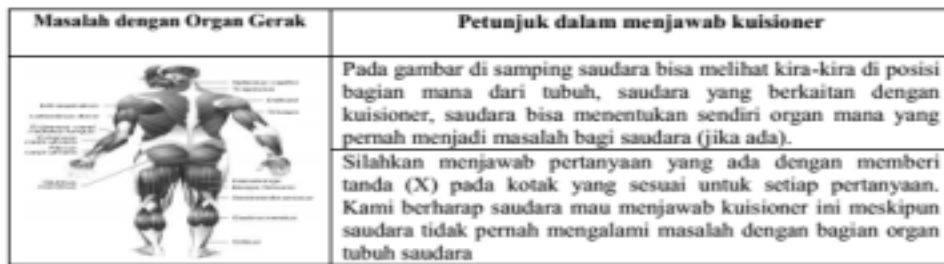 Masalah dengan Organ Gerak
Petunjuk dalam menjawab kuisioner
Pada gambar di samping saudara bisa melihat kira-kira di posisi
bagian mana dari tubuh, saudara yang berkaitan dengan
kuisioner, saudara bisa menentukan sendiri organ mana yang
pernah menjadi masalah bagi saudara (jika ada).
Silahkan menjawab pertanyaan yang ada dengan memberi
tanda (X) pada kotak yang sesuai untuk setiap pertanyaan.
Kami berharap saudara mau menjawab kuisioner ini meskipun
saudara tidak pernah mengalami masalah dengan bagian organ
tubuh saudara